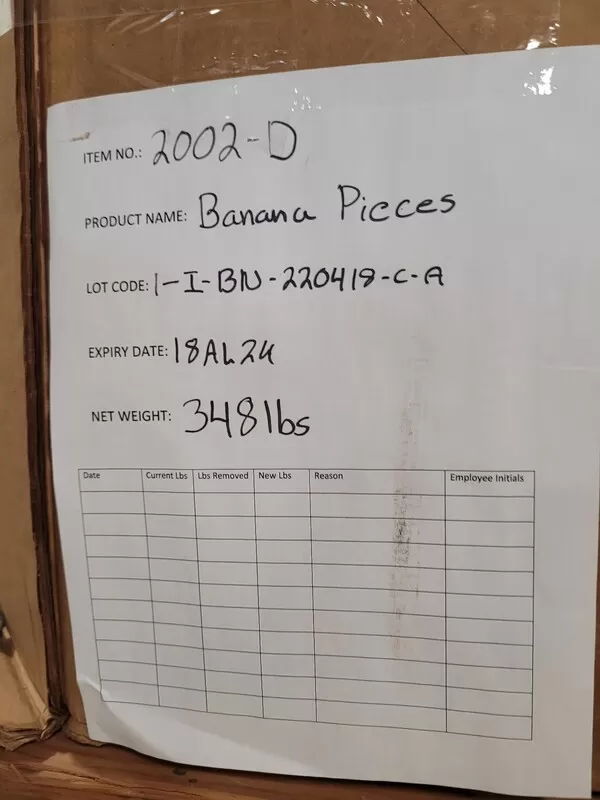 ITEM NO.: 2002-D
PRODUCT NAME: Banana Pieces
LOT CODE: 1-I-BN-220419-C-A
EXPIRY DATE: 18AL24
NET WEIGHT: 348lbs
Date Current Lbs Lbs Removed New Lbs Reason Employee Initials